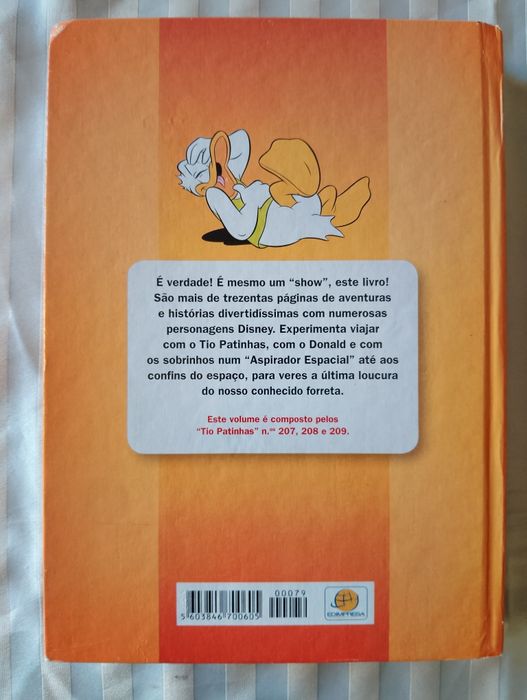 É verdade! É mesmo um “show”, este livro!
São mais de trezentas páginas de aventuras
e histórias divertidíssimas com numerosas
personagens Disney. Experimenta viajar
com o Tio Patinhas, com o Donald e com
os sobrinhos num “Aspirador Espacial” até aos
confins do espaço, para veres a última loucura
do nosso conhecido forreta.
Este volume é composto pelos
“Tio Patinhas” n.ºs 207, 208 e 209.
00079
5603846700605
EDIMPRESA